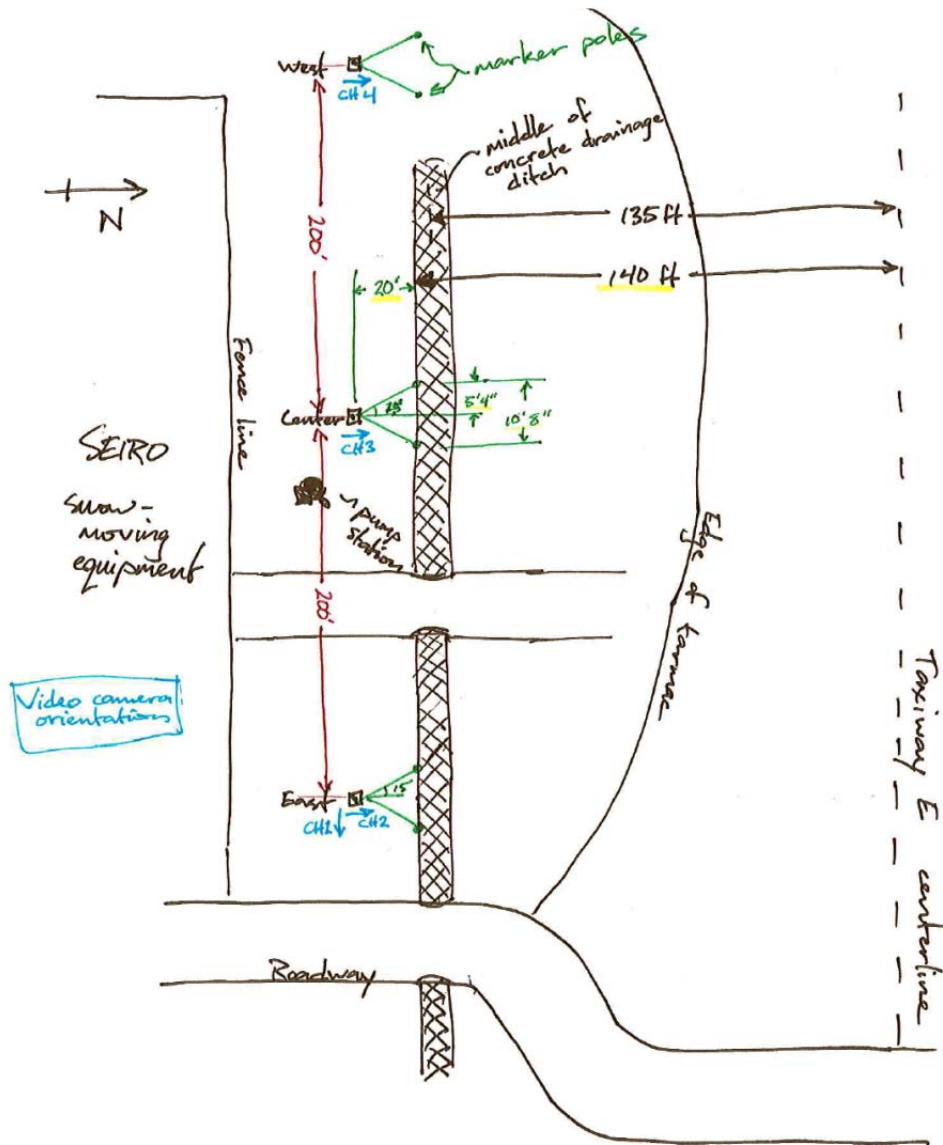 West
CH4
marker poles
middle of
concrete drainage
ditch
N
200'
135 ft
20'
140 ft
Fence line
Center
CH3
5'4"
10'8"
SEIRO
snow-
moving
equipment
pump
station
200'
Edge of tarmac
Video camera
orientations
East
15
CH1
CH2
Taxiway E centerline
Roadway